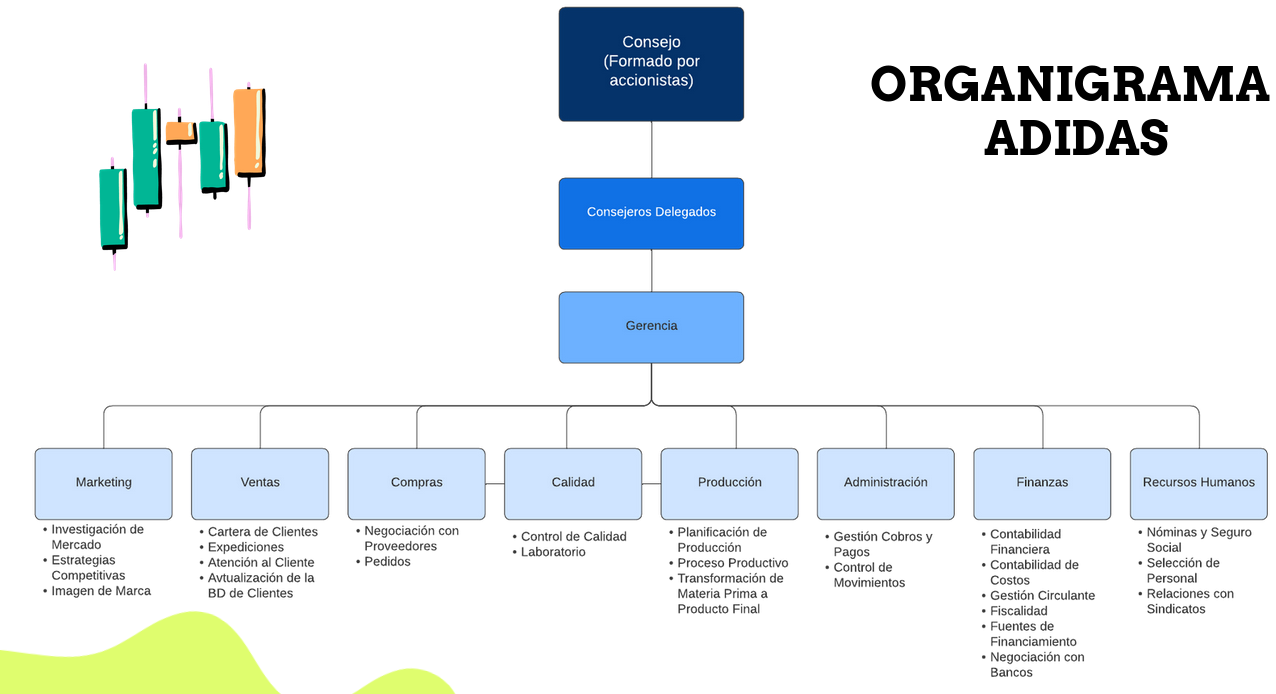 Consejo
(Formado por
accionistas)
ORGANIGRAMA
ADIDAS
Consejeros Delegados
Gerencia
Marketing
• Investigación de
Mercado
• Estrategias
Competitivas
• Imagen de Marca
Ventas
• Cartera de Clientes
• Expediciones
• Atención al Cliente
• Avtualización de la
BD de Clientes
Compras
• Negociación con
Proveedores
• Pedidos
Calidad
• Control de Calidad
• Laboratorio
Producción
• Planificación de
Producción
• Proceso Productivo
• Transformación de
Materia Prima a
Producto Final
Administración
• Gestión Cobros y
Pagos
• Control de
Movimientos
Finanzas
• Contabilidad
Financiera
• Contabilidad de
Costos
• Gestión Circulante
• Fiscalidad
• Fuentes de
Financiamiento
• Negociación con
Bancos
Recursos Humanos
• Nóminas y Seguro
Social
• Selección de
Personal
• Relaciones con
Sindicatos